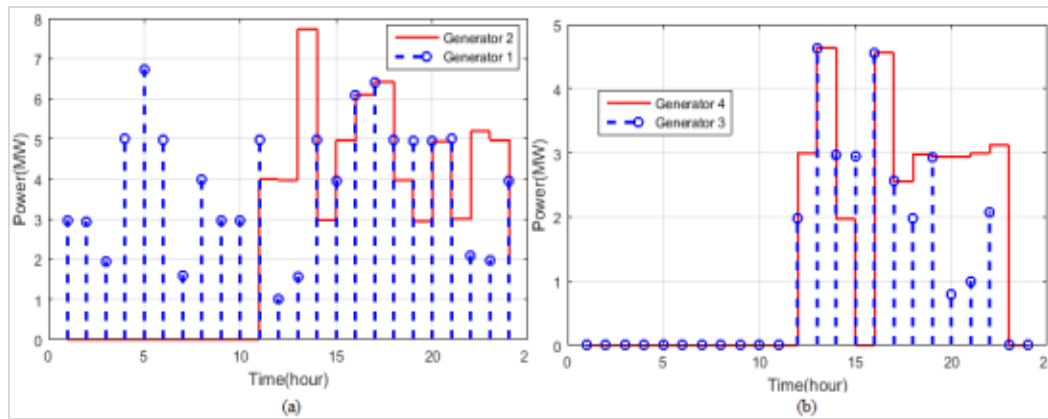 8
7
6
5
4
3
2
1
0
Power(MW)
Generator 2
Generator 1
0 5 10 15 20 2
Time(hour)
(a)
5
4
3
2
1
0
Power(MW)
Generator 4
Generator 3
0 5 10 15 20 2
Time(hour)
(b)